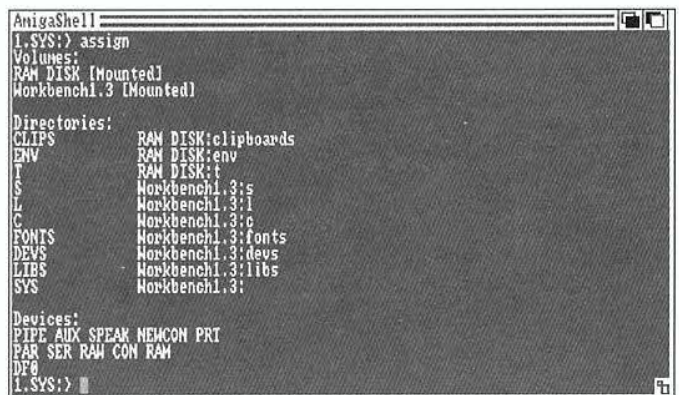 AmigaShell
1.SYS:> assign
Volumes:
RAM DISK [Mounted]
Workbench1.3 [Mounted]
Directories:
CLIPS RAM DISK:clipboards
ENV RAM DISK:env
T RAM DISK:t
S Workbench1.3:s
L Workbench1.3:l
C Workbench1.3:c
FONTS Workbench1.3:fonts
DEVS Workbench1.3:devs
LIBS Workbench1.3:libs
SYS Workbench1.3:
Devices:
PIPE AUX SPEAK NEWCON PRT
PAR SER RAW CON RAM
DF0
1.SYS:>